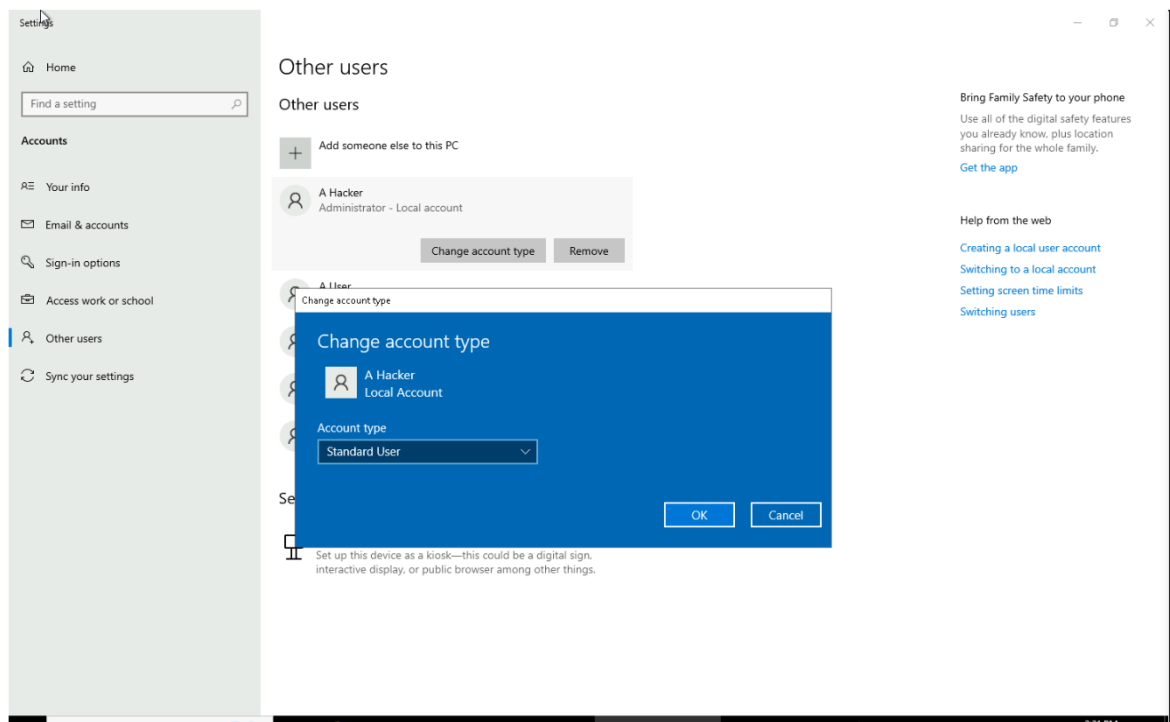 Settings
Home
Find a setting
Accounts
Your info
Email & accounts
Sign-in options
Access work or school
Other users
Sync your settings
Other users
Other users
Add someone else to this PC
A Hacker
Administrator - Local account
Change account type
Remove
A User
Change account type
Change account type
A Hacker
Local Account
Account type
Standard User
OK
Cancel
Se
Set up this device as a kiosk—this could be a digital sign,
interactive display, or public browser among other things.
Bring Family Safety to your phone
Use all of the digital safety features
you already know, plus location
sharing for the whole family.
Get the app
Help from the web
Creating a local user account
Switching to a local account
Setting screen time limits
Switching users